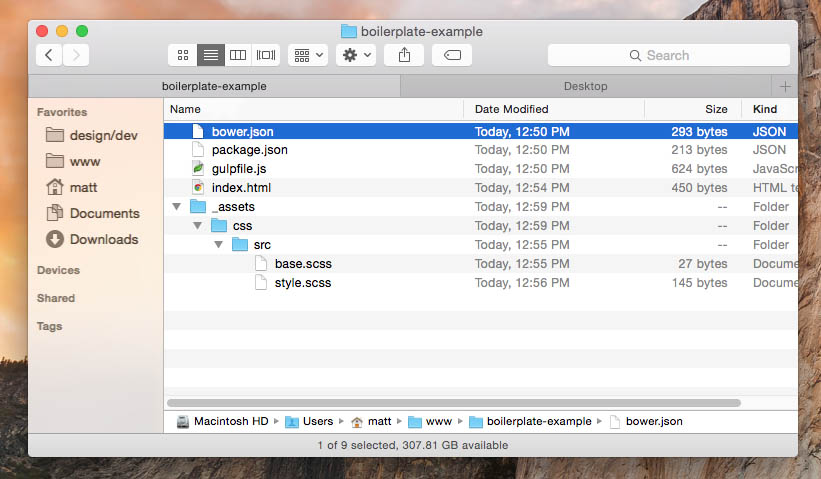 boilerplate-example
Search
boilerplate-example Desktop
Favorites
design/dev
www
matt
Documents
Downloads
Devices
Shared
Tags
Name Date Modified Size Kind
bower.json Today, 12:50 PM 293 bytes JSON
package.json Today, 12:50 PM 213 bytes JSON
gulpfile.js Today, 12:50 PM 624 bytes JavaScr
index.html Today, 12:54 PM 450 bytes HTML te
_assets Today, 12:59 PM -- Folder
css Today, 12:59 PM -- Folder
src Today, 12:55 PM -- Folder
base.scss Today, 12:55 PM 27 bytes Docume
style.scss Today, 12:56 PM 145 bytes Docume
Macintosh HD Users matt www boilerplate-example bower.json
1 of 9 selected, 307.81 GB available